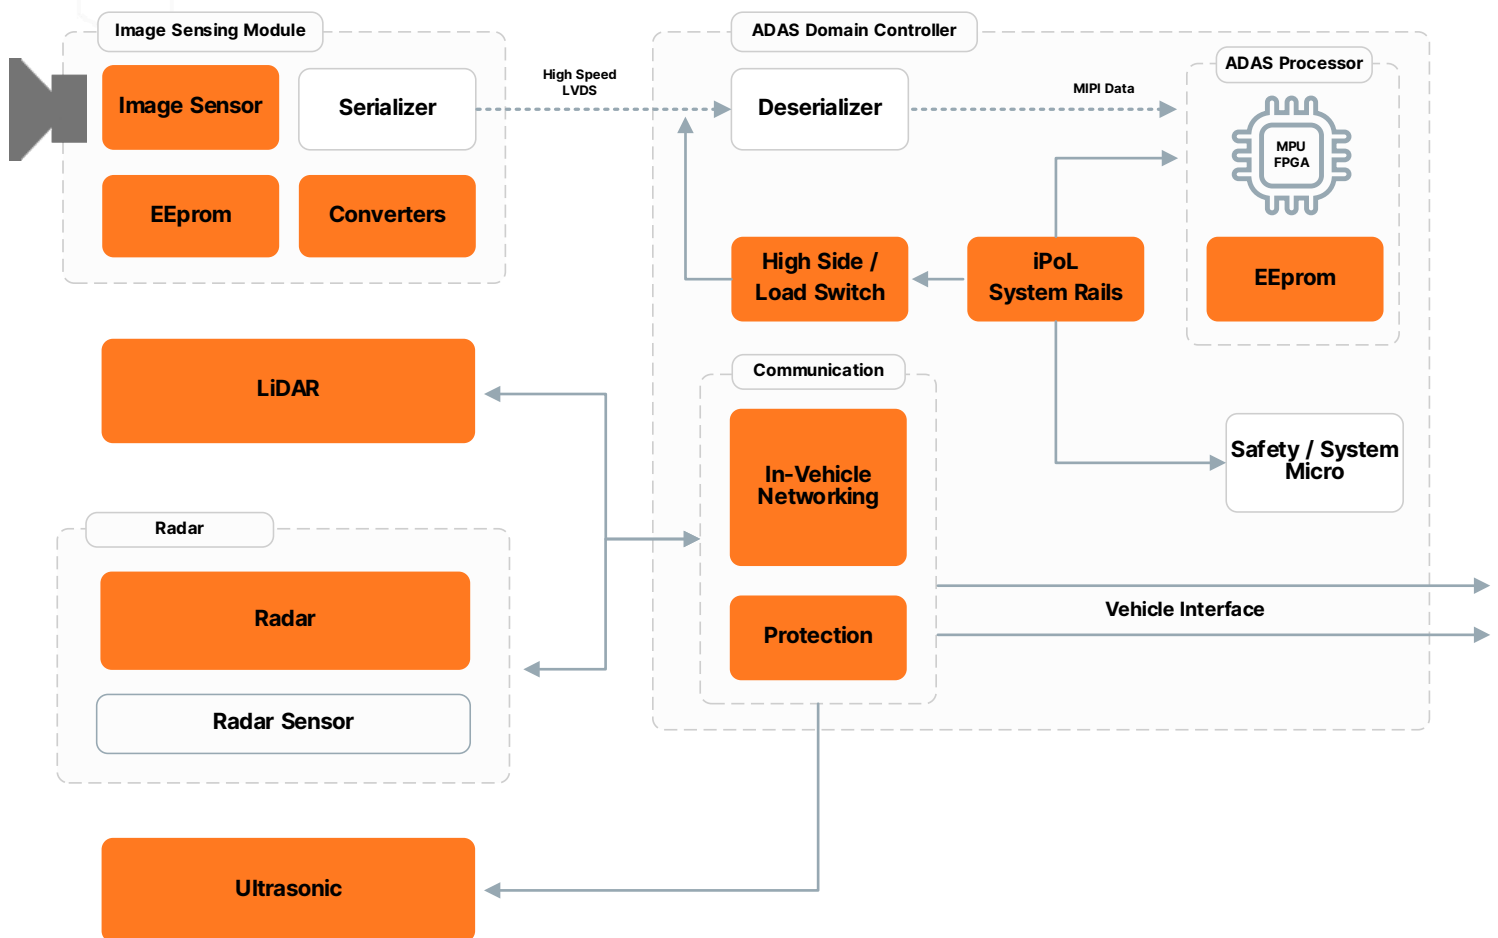 Image Sensing Module
Image Sensor
Serializer
EEprom
Converters
High Speed
LVDS
ADAS Domain Controller
Deserializer
MIPI Data
ADAS Processor
MPU
FPGA
EEprom
High Side /
Load Switch
iPoL
System Rails
Safety / System
Micro
LiDAR
Communication
In-Vehicle
Networking
Protection
Vehicle Interface
Radar
Radar
Radar Sensor
Ultrasonic